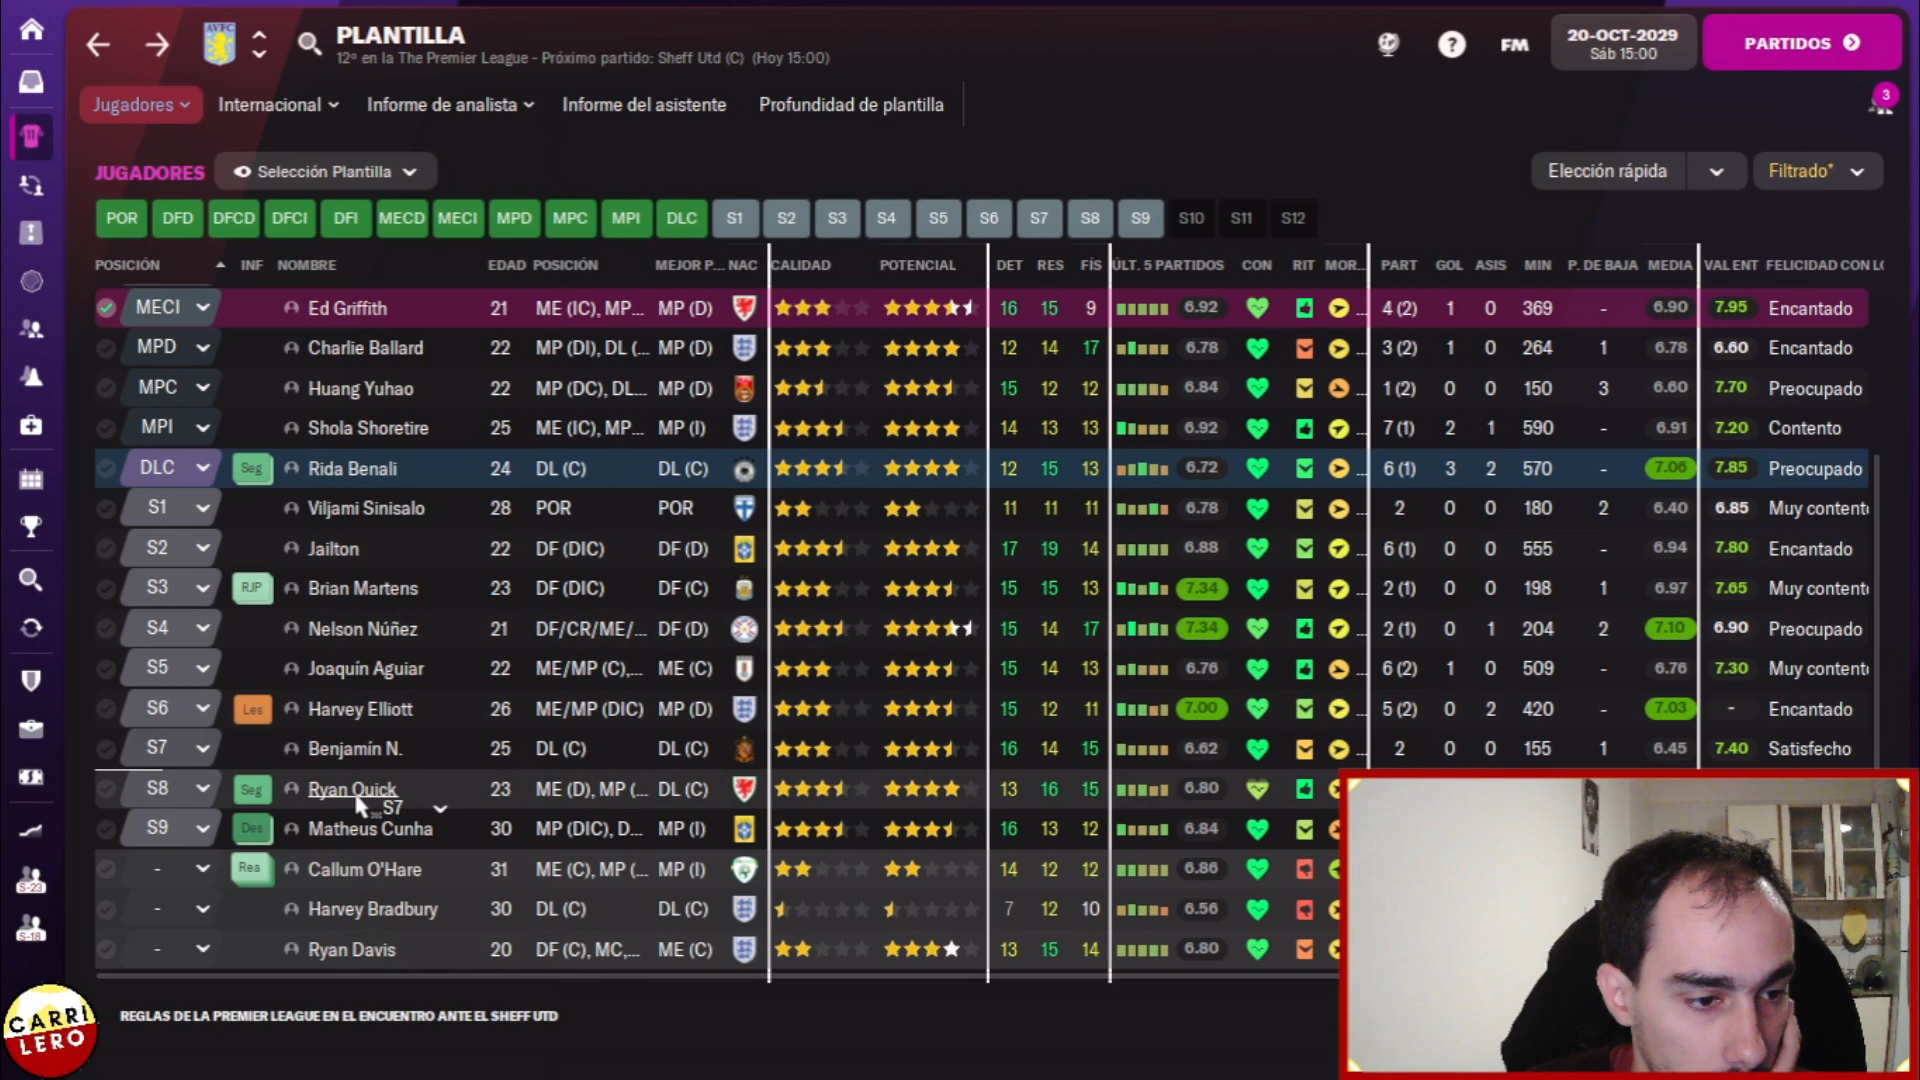 PLANTILLA
12º en la The Premier League - Próximo partido: Sheff Utd (C) (Hoy 15:00)
FM
20-OCT-2029
Sáb 15:00
PARTIDOS
3
Jugadores Internacional Informe de analista Informe del asistente Profundidad de plantilla
JUGADORES Selección Plantilla Elección rápida Filtrado*
POR DFD DFCD DFCI DFI MECD MECI MPD MPC MPI DLC S1 S2 S3 S4 S5 S6 S7 S8 S9 S10 S11 S12
POSICIÓN INF NOMBRE EDAD POSICIÓN MEJOR P... NAC CALIDAD POTENCIAL DET RES FÍS ÚLT. 5 PARTIDOS CON RIT MOR... PART GOL ASIS MIN P. DE BAJA MEDIA VAL ENT FELICIDAD CON LO
MECI Ed Griffith 21 ME (IC), MP... MP (D) 16 15 9 6.92 ... 4 (2) 1 0 369 - 6.90 7.95 Encantado
MPD Charlie Ballard 22 MP (DI), DL (... MP (D) 12 14 17 6.78 ... 3 (2) 1 0 264 1 6.78 6.60 Encantado
MPC Huang Yuhao 22 MP (DC), DL... MP (D) 15 12 12 6.84 ... 1 (2) 0 0 150 3 6.60 7.70 Preocupado
MPI Shola Shoretire 25 ME (IC), MP... MP (I) 14 13 13 6.92 ... 7 (1) 2 1 590 - 6.91 7.20 Contento
DLC Seg Rida Benali 24 DL (C) DL (C) 12 15 13 6.72 ... 6 (1) 3 2 570 - 7.06 7.85 Preocupado
S1 Viljami Sinisalo 28 POR POR 11 11 11 6.78 ... 2 0 0 180 2 6.40 6.85 Muy content
S2 Jailton 22 DF (DIC) DF (D) 17 19 14 6.88 ... 6 (1) 0 0 555 - 6.94 7.80 Encantado
S3 RJP Brian Martens 23 DF (DIC) DF (C) 15 15 13 7.34 ... 2 (1) 0 0 198 1 6.97 7.65 Muy content
S4 Nelson Núñez 21 DF/CR/ME/... DF (D) 15 14 17 7.34 ... 2 (1) 0 1 204 2 7.10 6.90 Preocupado
S5 Joaquín Aguiar 22 ME/MP (C),... ME (C) 15 14 13 6.76 ... 6 (2) 1 0 509 - 6.76 7.30 Muy content
S6 Les Harvey Elliott 26 ME/MP (DIC) MP (D) 15 12 11 7.00 ... 5 (2) 0 2 420 - 7.03 - Encantado
S7 Benjamín N. 25 DL (C) DL (C) 16 14 15 6.62 ... 2 0 0 155 1 6.45 7.40 Satisfecho
S8 Seg Ryan Quick 23 ME (D), MP (... DL (C) 13 16 15 6.80
S7
S9 Des Matheus Cunha 30 MP (DIC), D... MP (I) 16 13 12 6.84
- Rea Callum O'Hare 31 ME (C), MP (... MP (I) 14 12 12 6.86
- Harvey Bradbury 30 DL (C) DL (C) 7 12 10 6.56
- Ryan Davis 20 DF (C), MC,... ME (C) 13 15 14 6.80
S-23
S-18
REGLAS DE LA PREMIER LEAGUE EN EL ENCUENTRO ANTE EL SHEFF UTD
CARRI
LERO